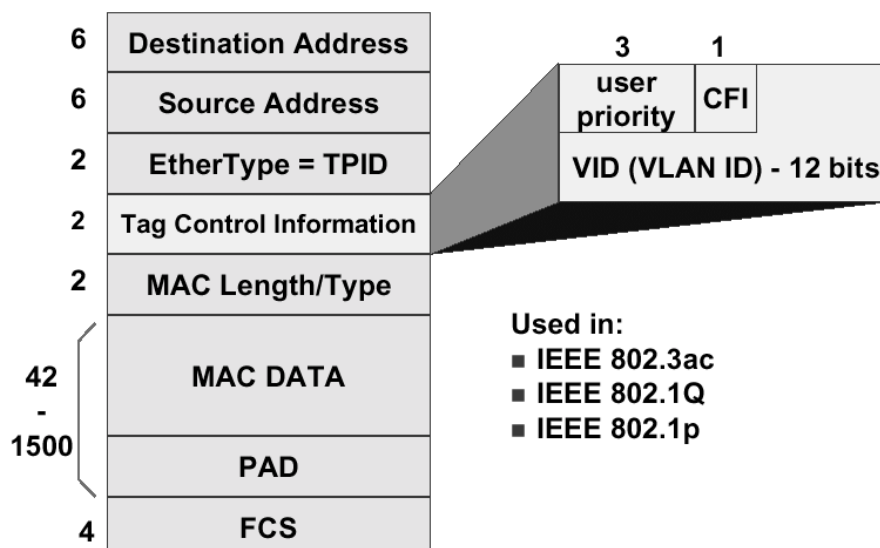 6
Destination Address
6
Source Address
2
EtherType = TPID
2
Tag Control Information
2
MAC Length/Type
42
-
1500
MAC DATA
PAD
4
FCS
3
1
user
priority
CFI
VID (VLAN ID) - 12 bits
Used in:
IEEE 802.3ac
IEEE 802.1Q
IEEE 802.1p